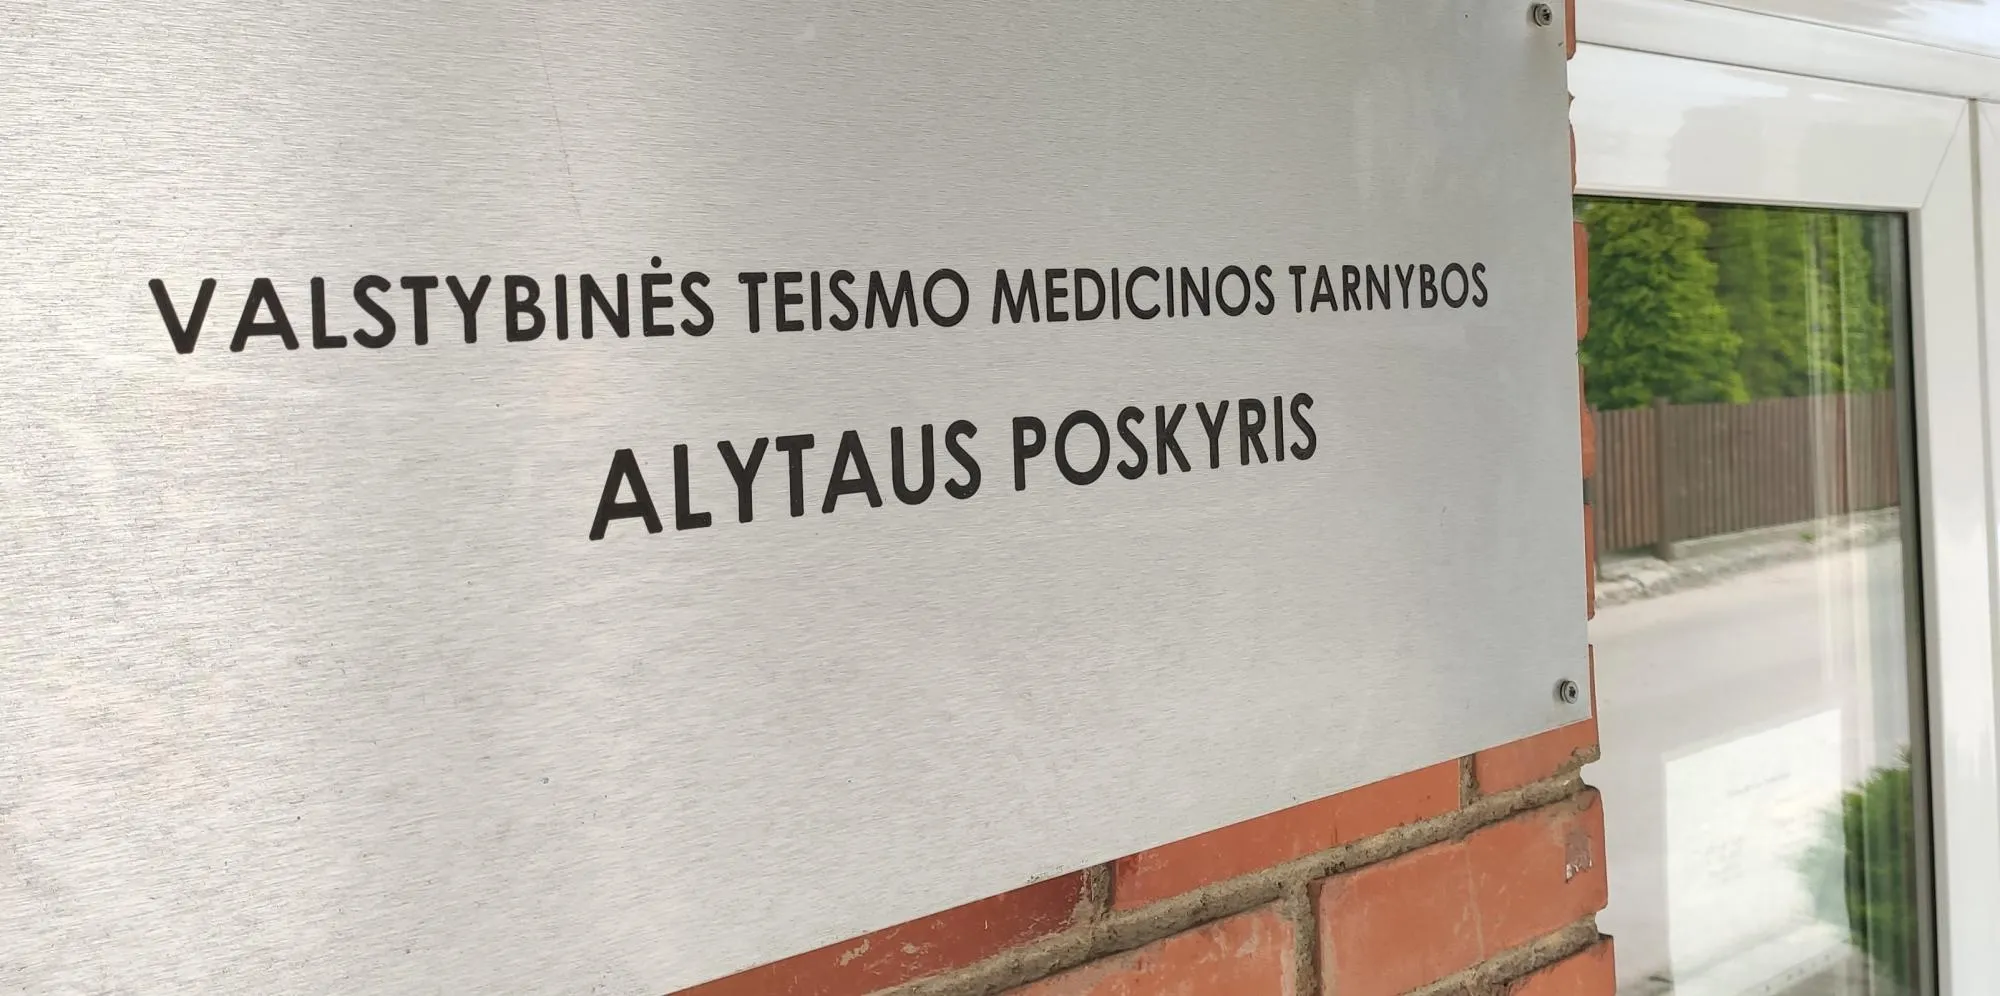 VALSTYBINĖS TEISMO MEDICINOS TARNYBOS
ALYTAUS POSKYRIS